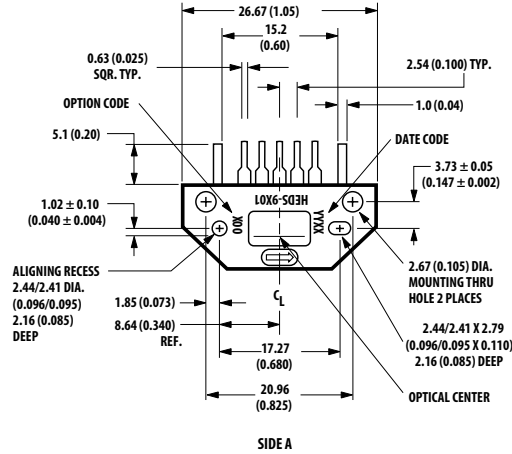 26.67 (1.05)
15.2
(0.60)
0.63 (0.025)
SQR. TYP.
2.54 (0.100) TYP.
OPTION CODE
1.0 (0.04)
5.1 (0.20)
DATE CODE
3.73 ± 0.05
(0.147 ± 0.002)
HEDS-9X01
X00
YYXX
1.02 ± 0.10
(0.040 ± 0.004)
ALIGNING RECESS
2.44/2.41 DIA.
(0.096/0.095)
2.16 (0.085)
DEEP
2.67 (0.105) DIA.
MOUNTING THRU
HOLE 2 PLACES
1.85 (0.073)
CL
8.64 (0.340)
REF.
2.44/2.41 X 2.79
(0.096/0.095 X 0.110)
2.16 (0.085) DEEP
17.27
(0.680)
20.96
(0.825)
OPTICAL CENTER
SIDE A